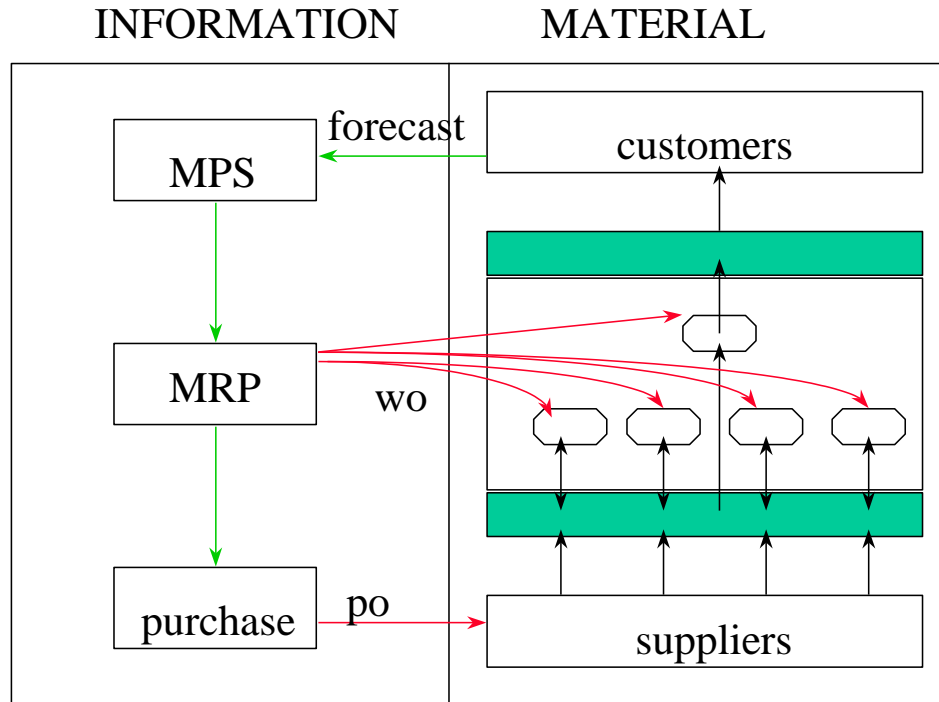 INFORMATION
MATERIAL
forecast
customers
MPS
MRP
wo
purchase
po
suppliers